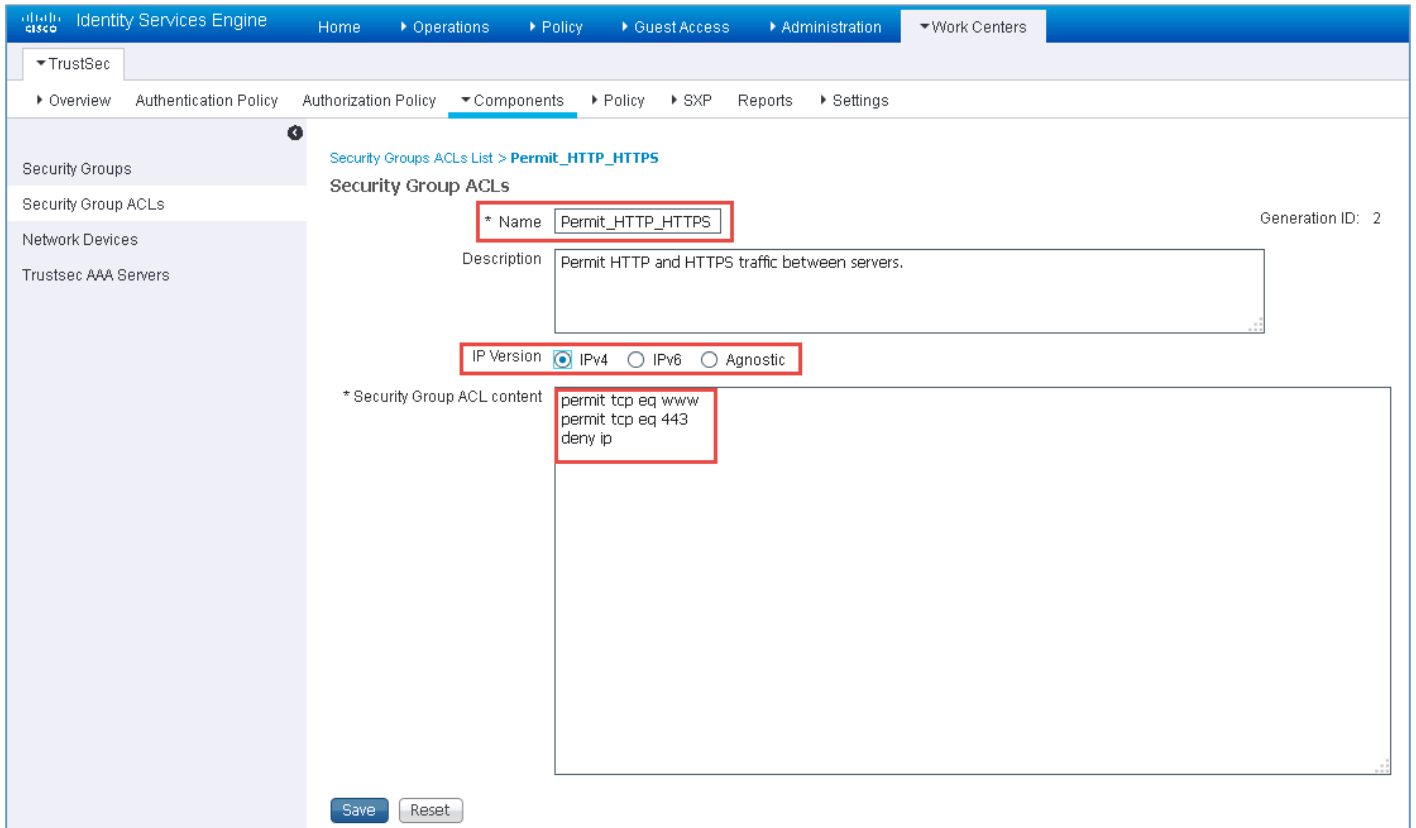 cisco Identity Services Engine Home Operations Policy Guest Access Administration Work Centers
TrustSec
Overview Authentication Policy Authorization Policy Components Policy SXP Reports Settings
Security Groups
Security Group ACLs
Network Devices
Trustsec AAA Servers
Security Groups ACLs List > Permit_HTTP_HTTPS
Security Group ACLs
* Name Permit_HTTP_HTTPS Generation ID: 2
Description Permit HTTP and HTTPS traffic between servers.
IP Version IPv4 IPv6 Agnostic
* Security Group ACL content permit tcp eq www
permit tcp eq 443
deny ip
Save Reset